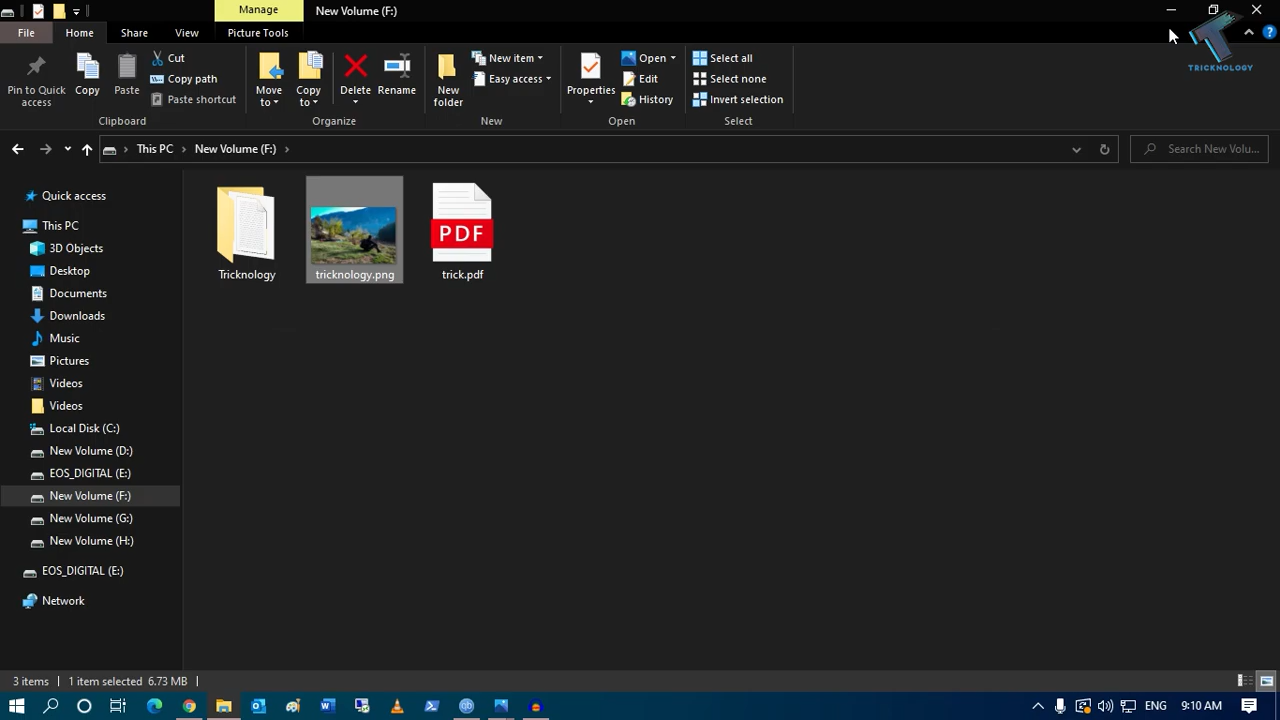 Manage
New Volume (F:)
File
Home
Share
View
Picture Tools
TRICKNOLOGY
Pin to Quick access
Copy
Paste
Cut
Copy path
Paste shortcut
Clipboard
Move to
Copy to
Delete
Rename
Organize
New folder
New item
Easy access
New
Properties
Open
Edit
History
Open
Select all
Select none
Invert selection
Select
This PC
New Volume (F:)
Search New Volu...
Quick access
This PC
3D Objects
Desktop
Documents
Downloads
Music
Pictures
Videos
Videos
Local Disk (C:)
New Volume (D:)
EOS_DIGITAL (E:)
New Volume (F:)
New Volume (G:)
New Volume (H:)
EOS_DIGITAL (E:)
Network
Tricknology
tricknology.png
PDF
trick.pdf
3 items
1 item selected 6.73 MB
ENG
9:10 AM